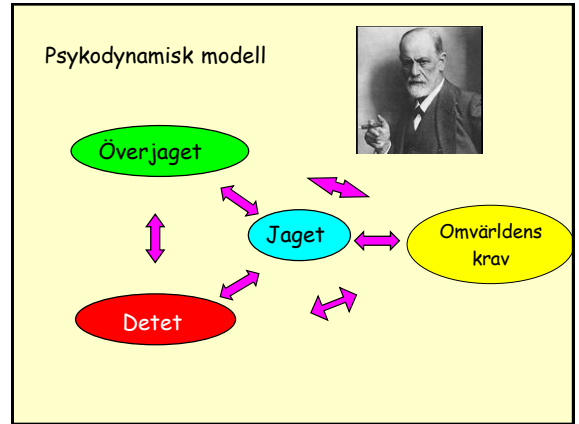 Psykodynamisk modell
Överjaget
Jaget
Omvärldens
krav
Detet